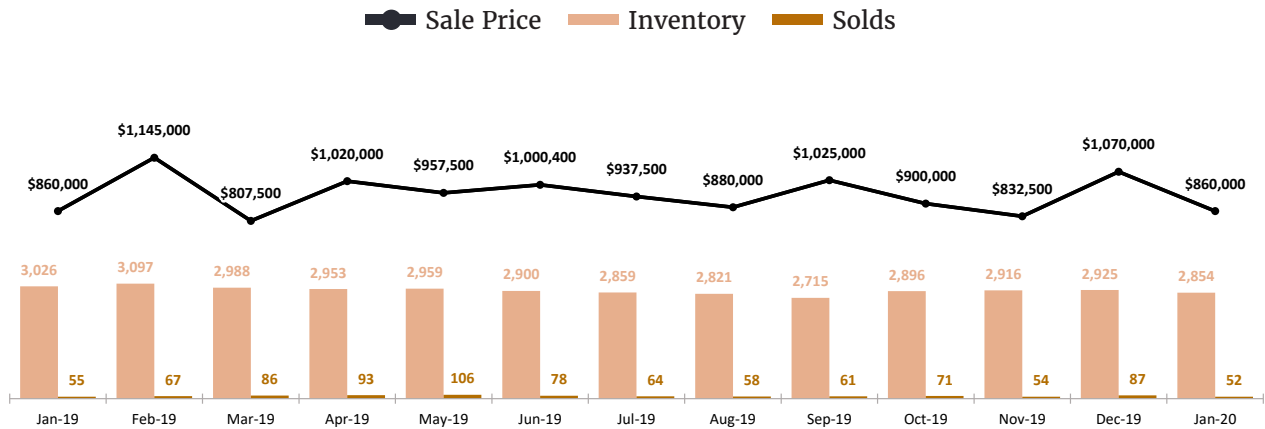 Sale Price Inventory Solds
$860,000 $1,145,000 $807,500 $1,020,000 $957,500 $1,000,400 $937,500 $880,000 $1,025,000 $900,000 $832,500 $1,070,000 $860,000
3,026 3,097 2,988 2,953 2,959 2,900 2,859 2,821 2,715 2,896 2,916 2,925 2,854
55 67 86 93 106 78 64 58 61 71 54 87 52
Jan-19 Feb-19 Mar-19 Apr-19 May-19 Jun-19 Jul-19 Aug-19 Sep-19 Oct-19 Nov-19 Dec-19 Jan-20